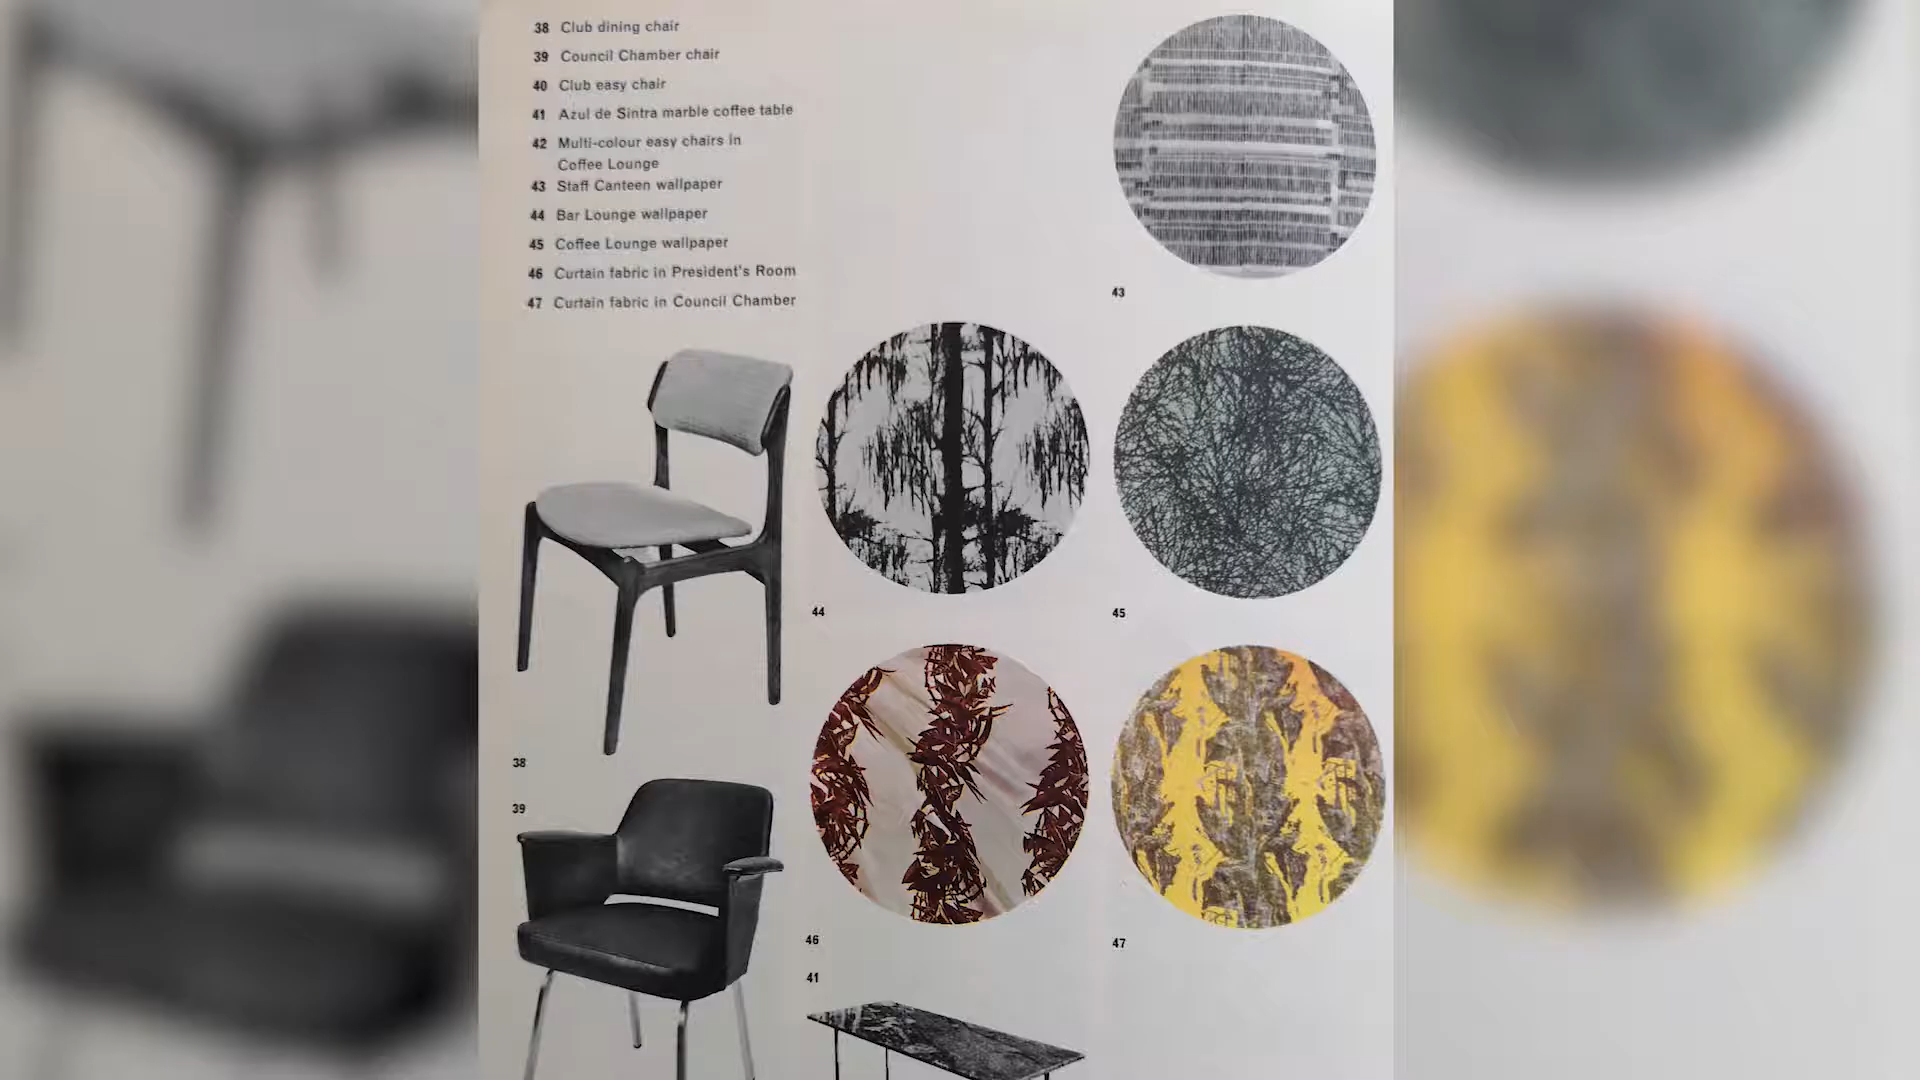 38 Club dining chair
39 Council Chamber chair
40 Club easy chair
41 Azul de Sintra marble coffee table
42 Multi-colour easy chairs in
Coffee Lounge
43 Staff Canteen wallpaper
44 Bar Lounge wallpaper
45 Coffee Lounge wallpaper
46 Curtain fabric in President's Room
47 Curtain fabric in Council Chamber
43
44
45
38
39
46
47
41